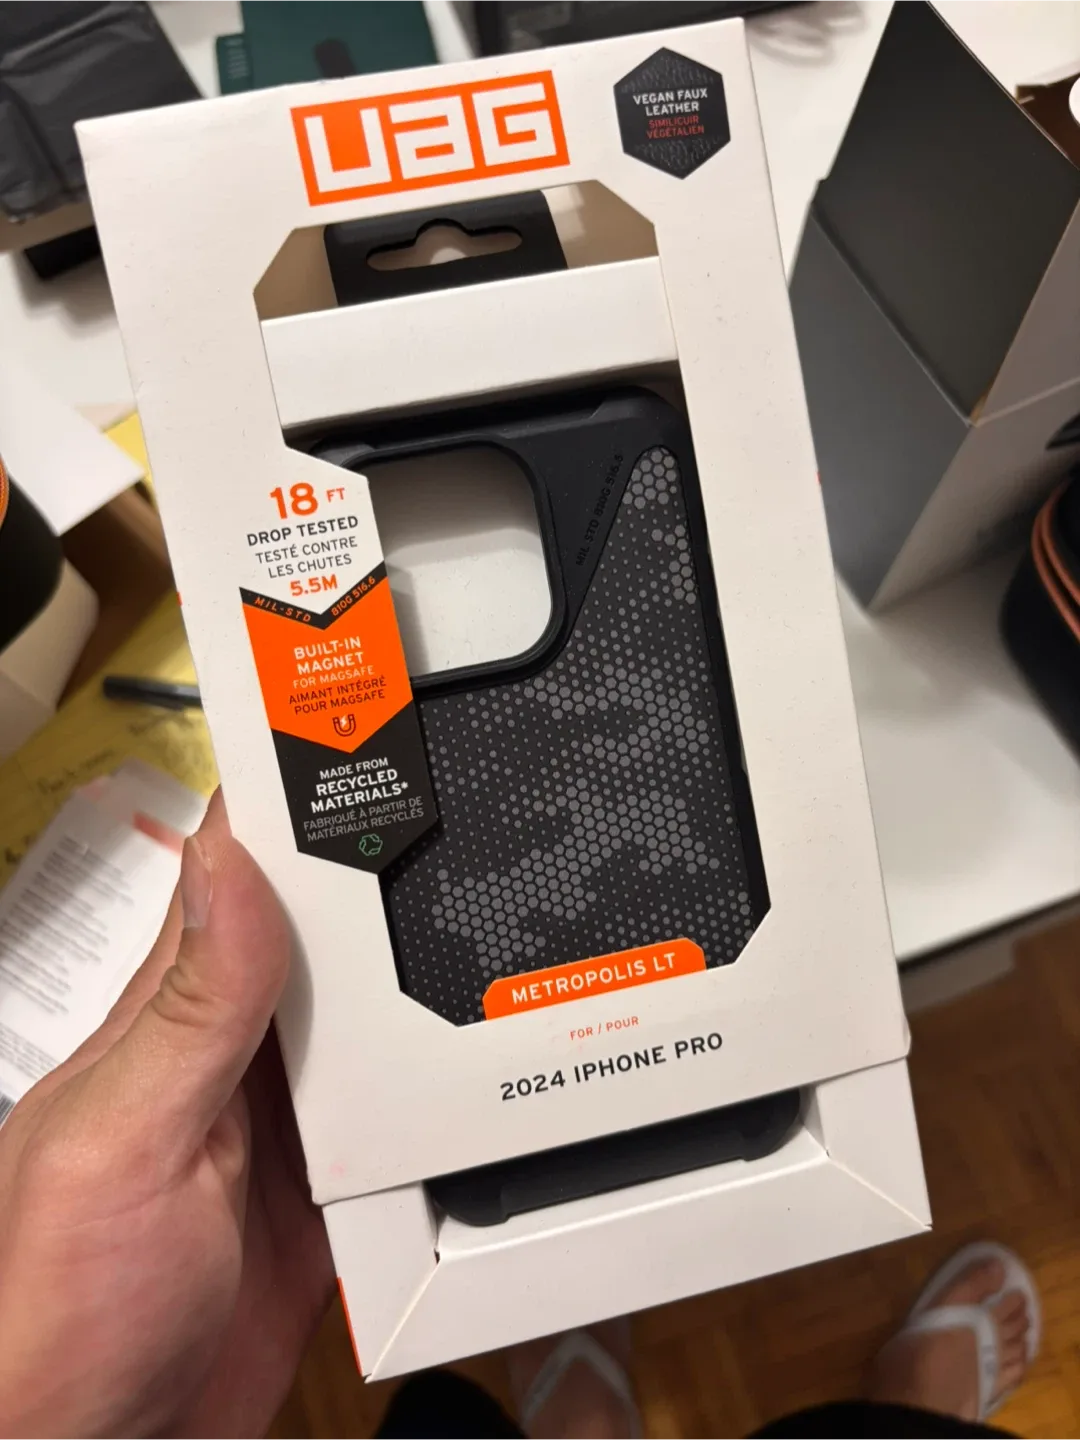 UAG
VEGAN FAUX
LEATHER
SIMILICUIR
VÉGÉTALIEN
MIL STD 810G 516.6
18 FT
DROP TESTED
TESTÉ CONTRE
LES CHUTES
5.5M
MIL-STD 810G 516.6
BUILT-IN
MAGNET
FOR MAGSAFE
AIMANT INTÉGRÉ
POUR MAGSAFE
MADE FROM
RECYCLED
MATERIALS*
FABRIQUÉ À PARTIR DE
MATÉRIAUX RECYCLÉS
METROPOLIS LT
FOR / POUR
2024 IPHONE PRO